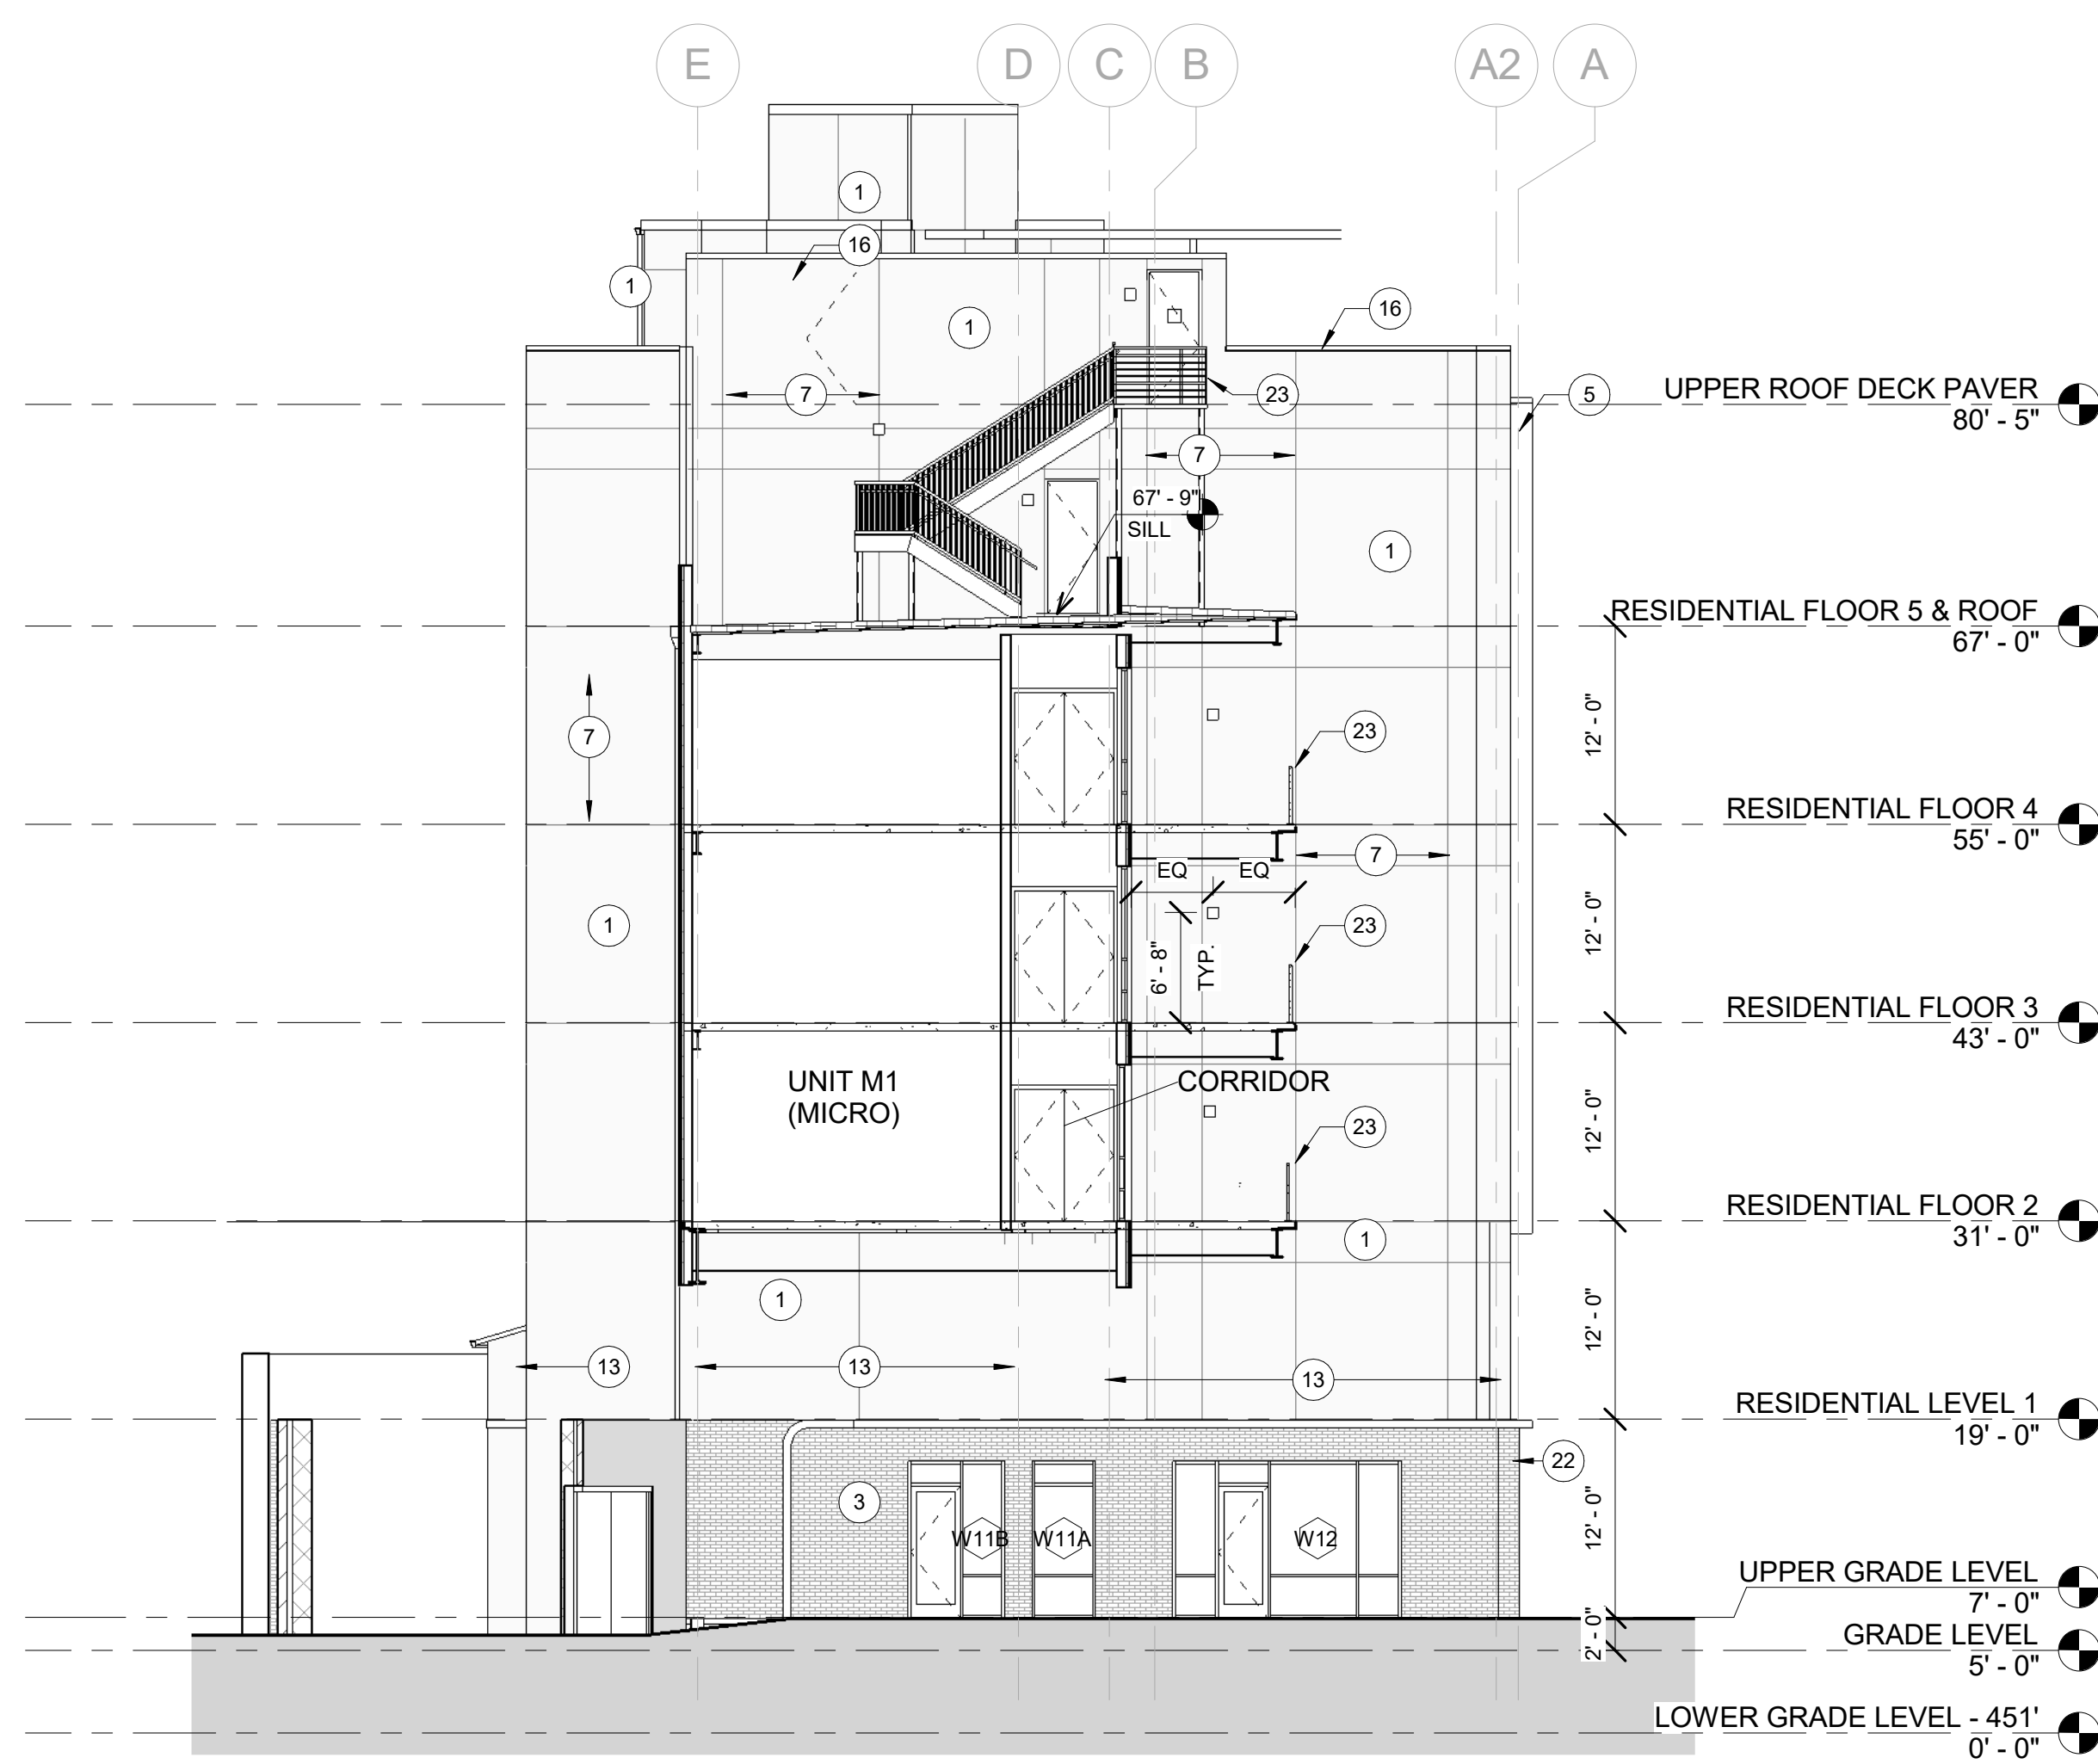 E
D
C
B
A2
A
1
16
1
1
16
7
23
5
UPPER ROOF DECK PAVER
80' - 5"
7
67' - 9"
SILL
1
RESIDENTIAL FLOOR 5 & ROOF
67' - 0"
7
23
12' - 0"
RESIDENTIAL FLOOR 4
55' - 0"
7
EQ
EQ
1
23
12' - 0"
6' - 8"
TYP.
RESIDENTIAL FLOOR 3
43' - 0"
UNIT M1
(MICRO)
CORRIDOR
23
12' - 0"
RESIDENTIAL FLOOR 2
31' - 0"
1
1
12' - 0"
13
13
13
RESIDENTIAL LEVEL 1
19' - 0"
22
3
12' - 0"
W11B
W11A
W12
UPPER GRADE LEVEL
7' - 0"
2' - 0"
GRADE LEVEL
5' - 0"
LOWER GRADE LEVEL - 451'
0' - 0"